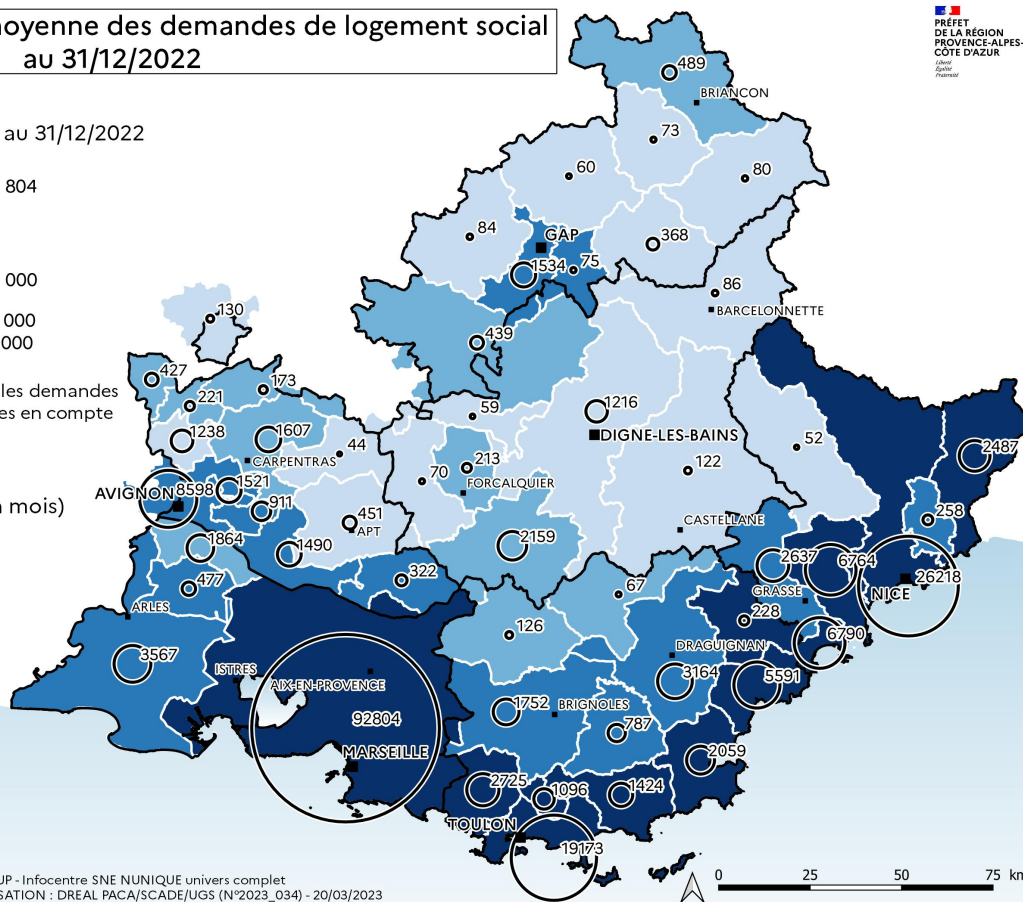 oyenne des demandes de logement social
au 31/12/2022
PRÉFET
DE LA RÉGION
PROVENCE-ALPES-
CÔTE D'AZUR
Liberté
Égalité
Fraternité
au 31/12/2022
804
000
000
000
les demandes
es en compte
mois)
489
BRIANCON
73
60
80
84
GAP
368
1534
75
86
BARCELONNETTE
130
439
427
173
221
59
1216
1238
1607
44
DIGNE-LES-BAINS
52
2487
CARPENTRAS
213
122
70
FORCALQUIER
AVIGNON
8598
1521
911
451
APT
CASTELLANE
258
1864
1490
2159
2637
6764
477
322
67
GRASSE
NICE
26218
ARLES
228
126
6790
DRAGUIGNAN
3567
ISTRES
AIX-EN-PROVENCE
3164
5591
92804
1752
BRIGNOLES
787
MARSEILLE
2059
2725
1096
1424
TOULON
19173
UP - Infocentre SNE NUNIQUE univers complet
SATION : DREAL PACA/SCADE/UGS (N°2023_034) - 20/03/2023
0 25 50 75 km